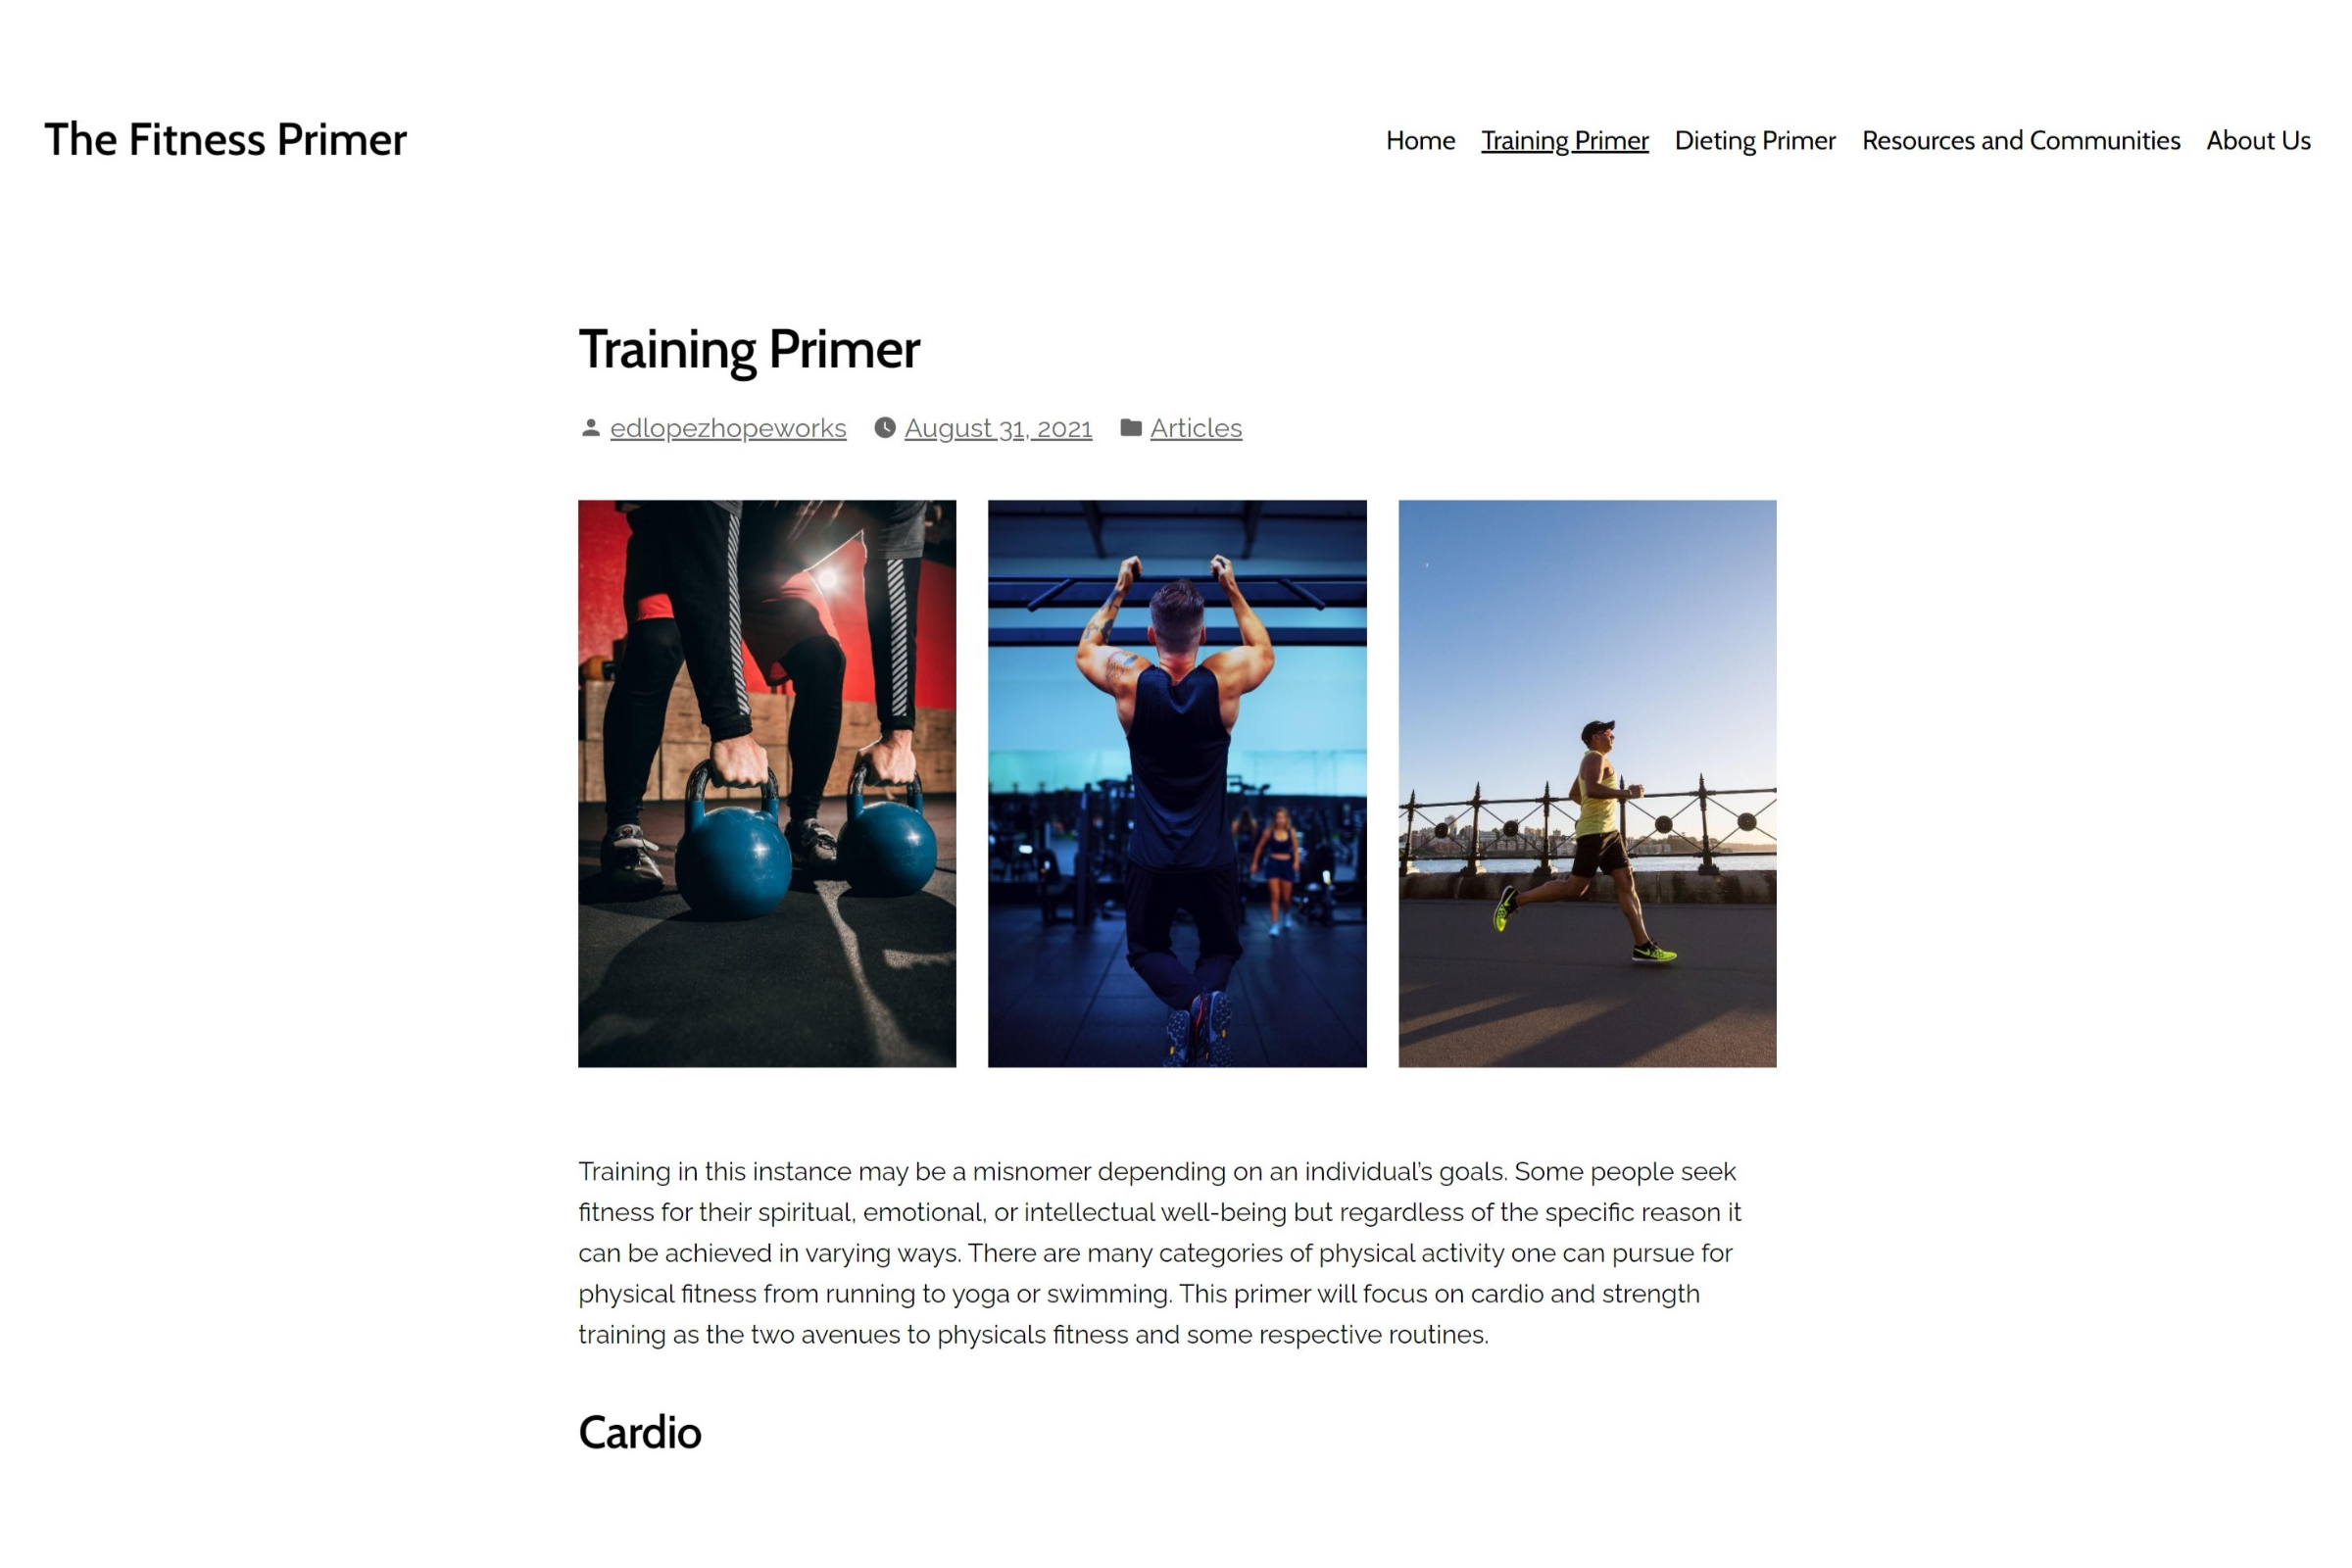 The Fitness Primer
Home Training Primer Dieting Primer Resources and Communities About Us
Training Primer
edlopezhopeworks August 31, 2021 Articles
Training in this instance may be a misnomer depending on an individual's goals. Some people seek
fitness for their spiritual, emotional, or intellectual well-being but regardless of the specific reason it
can be achieved in varying ways. There are many categories of physical activity one can pursue for
physical fitness from running to yoga or swimming. This primer will focus on cardio and strength
training as the two avenues to physicals fitness and some respective routines.
Cardio